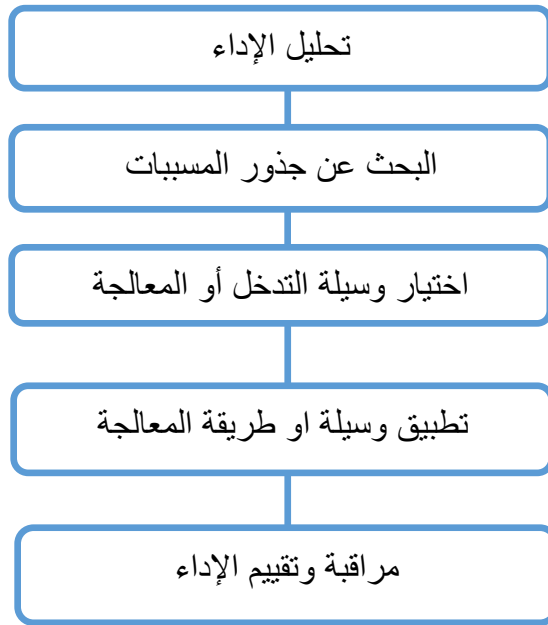 تحليل الإداء
البحث عن جذور المسببات
اختيار وسيلة التدخل أو المعالجة
تطبيق وسيلة او طريقة المعالجة
مراقبة وتقييم الإداء